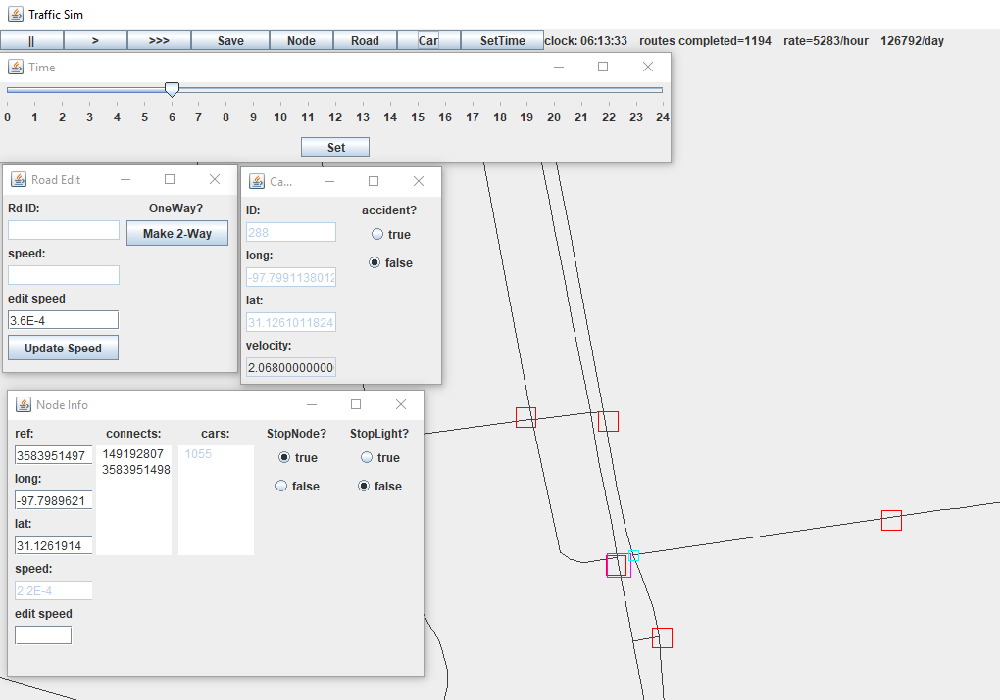 Traffic Sim
|| > >>> Save Node Road Car SetTime clock: 06:13:33 routes completed=1194 rate=5283/hour 126792/day
Time
0 1 2 3 4 5 6 7 8 9 10 11 12 13 14 15 16 17 18 19 20 21 22 23 24
Set
Road Edit
Rd ID: OneWay?
Make 2-Way
speed:
edit speed
3.6E-4
Update Speed
Ca...
ID: accident?
288 true
long:
-97.7991138012 false
lat:
31.1261011824
velocity:
2.06800000000
Node Info
ref: connects: cars: StopNode? StopLight?
3583951497 149192807 1055 true true
3583951498
long:
-97.7989621 false false
lat:
31.1261914
speed:
2.2E-4
edit speed